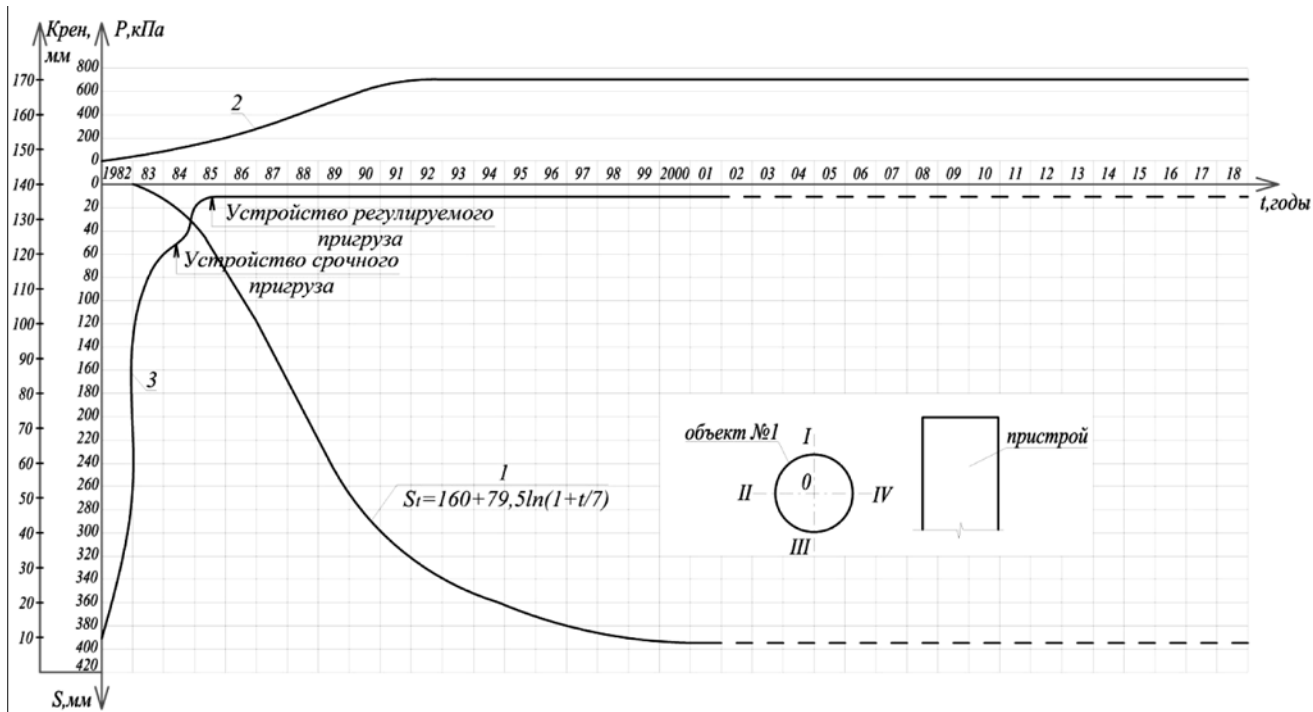 Крен,
мм
P,кПа
800
600
400
200
0
170
160
150
140
130
120
110
100
90
80
70
60
50
40
30
20
10
1982 83 84 85 86 87 88 89 90 91 92 93 94 95 96 97 98 99 2000 01 02 03 04 05 06 07 08 09 10 11 12 13 14 15 16 17 18
t,годы
0
20
40
60
80
100
120
140
160
180
200
220
240
260
280
300
320
340
360
380
400
420
S,мм
2
Устройство регулируемого
пригруза
Устройство срочного
пригруза
3
1
St=160+79,5ln(1+t/7)
объект №1
I
0
II
IV
III
пристрой